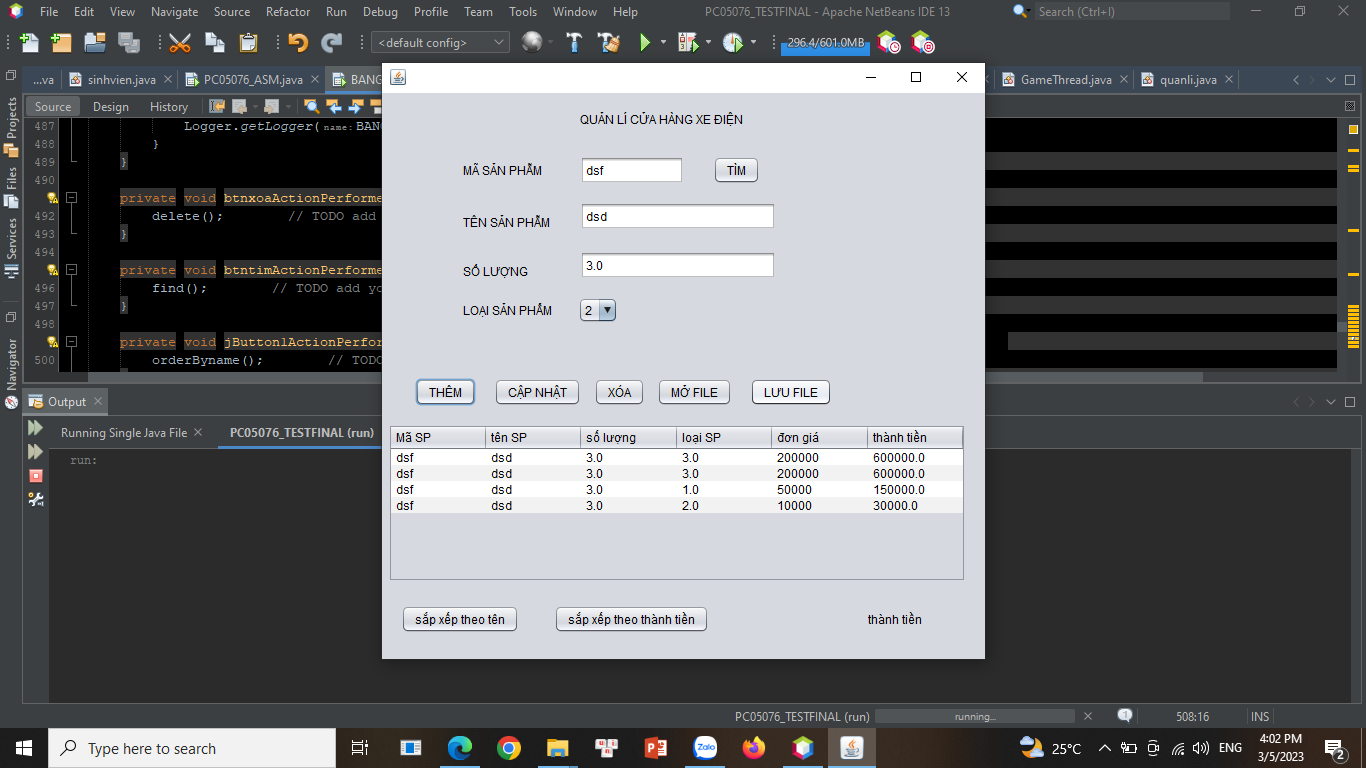 File Edit View Navigate Source Refactor Run Debug Profile Team Tools Window Help PC05076_TESTFINAL - Apache NetBeans IDE 13 Search (Ctrl+I)
<default config> 296.4/601.0MB
...va sinhvien.java PC05076_ASM.java BANG GameThread.java quanli.java
Source Design History
Projects
Files
Services
Navigator
487 Logger.getLogger( name: BAN
488 }
489 }
490
private void btnxoaActionPerforme
492 delete(); // TODO add
493 }
494
private void btntimActionPerforme
496 find(); // TODO add yo
497 }
498
private void jButton1ActionPerfor
500 orderByname(); // TODO
QUẢN LÍ CỬA HÀNG XE ĐIỆN
MÃ SẢN PHẨM dsf TÌM
TÊN SẢN PHẨM dsd
SỐ LƯỢNG 3.0
LOẠI SẢN PHẨM 2
THÊM CẬP NHẬT XÓA MỞ FILE LƯU FILE
Mã SP tên SP số lượng loại SP đơn giá thành tiền
dsf dsd 3.0 3.0 200000 600000.0
dsf dsd 3.0 3.0 200000 600000.0
dsf dsd 3.0 1.0 50000 150000.0
dsf dsd 3.0 2.0 10000 30000.0
sắp xếp theo tên sắp xếp theo thành tiền thành tiền
Output
Running Single Java File PC05076_TESTFINAL (run)
run:
PC05076_TESTFINAL (run) running... 1 508:16 INS
Type here to search 25°C ENG 4:02 PM
3/5/2023 2